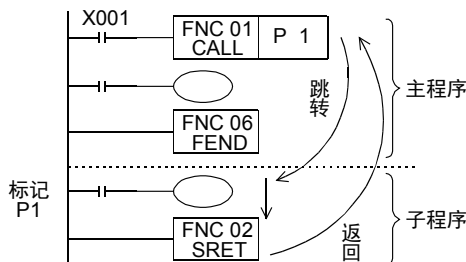 X001
FNC 01
CALL
P 1
跳转
主程序
FNC 06
FEND
标记
P1
子程序
FNC 02
SRET
返回